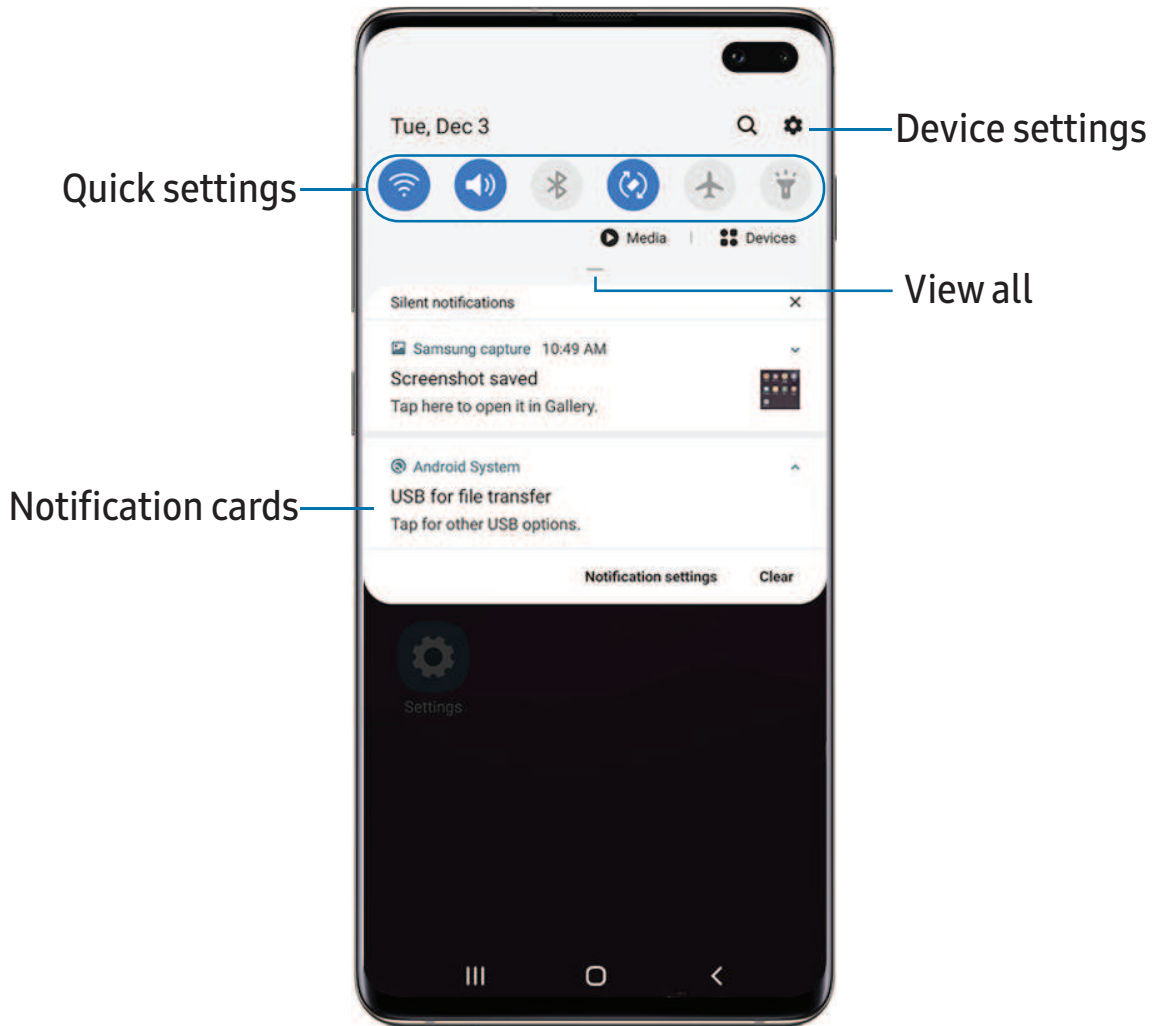 Tue, Dec 3
Device settings
Quick settings
Media | Devices
View all
Silent notifications
Samsung capture 10:49 AM
Screenshot saved
Tap here to open it in Gallery.
Android System
Notification cards
USB for file transfer
Tap for other USB options.
Notification settings Clear
Settings